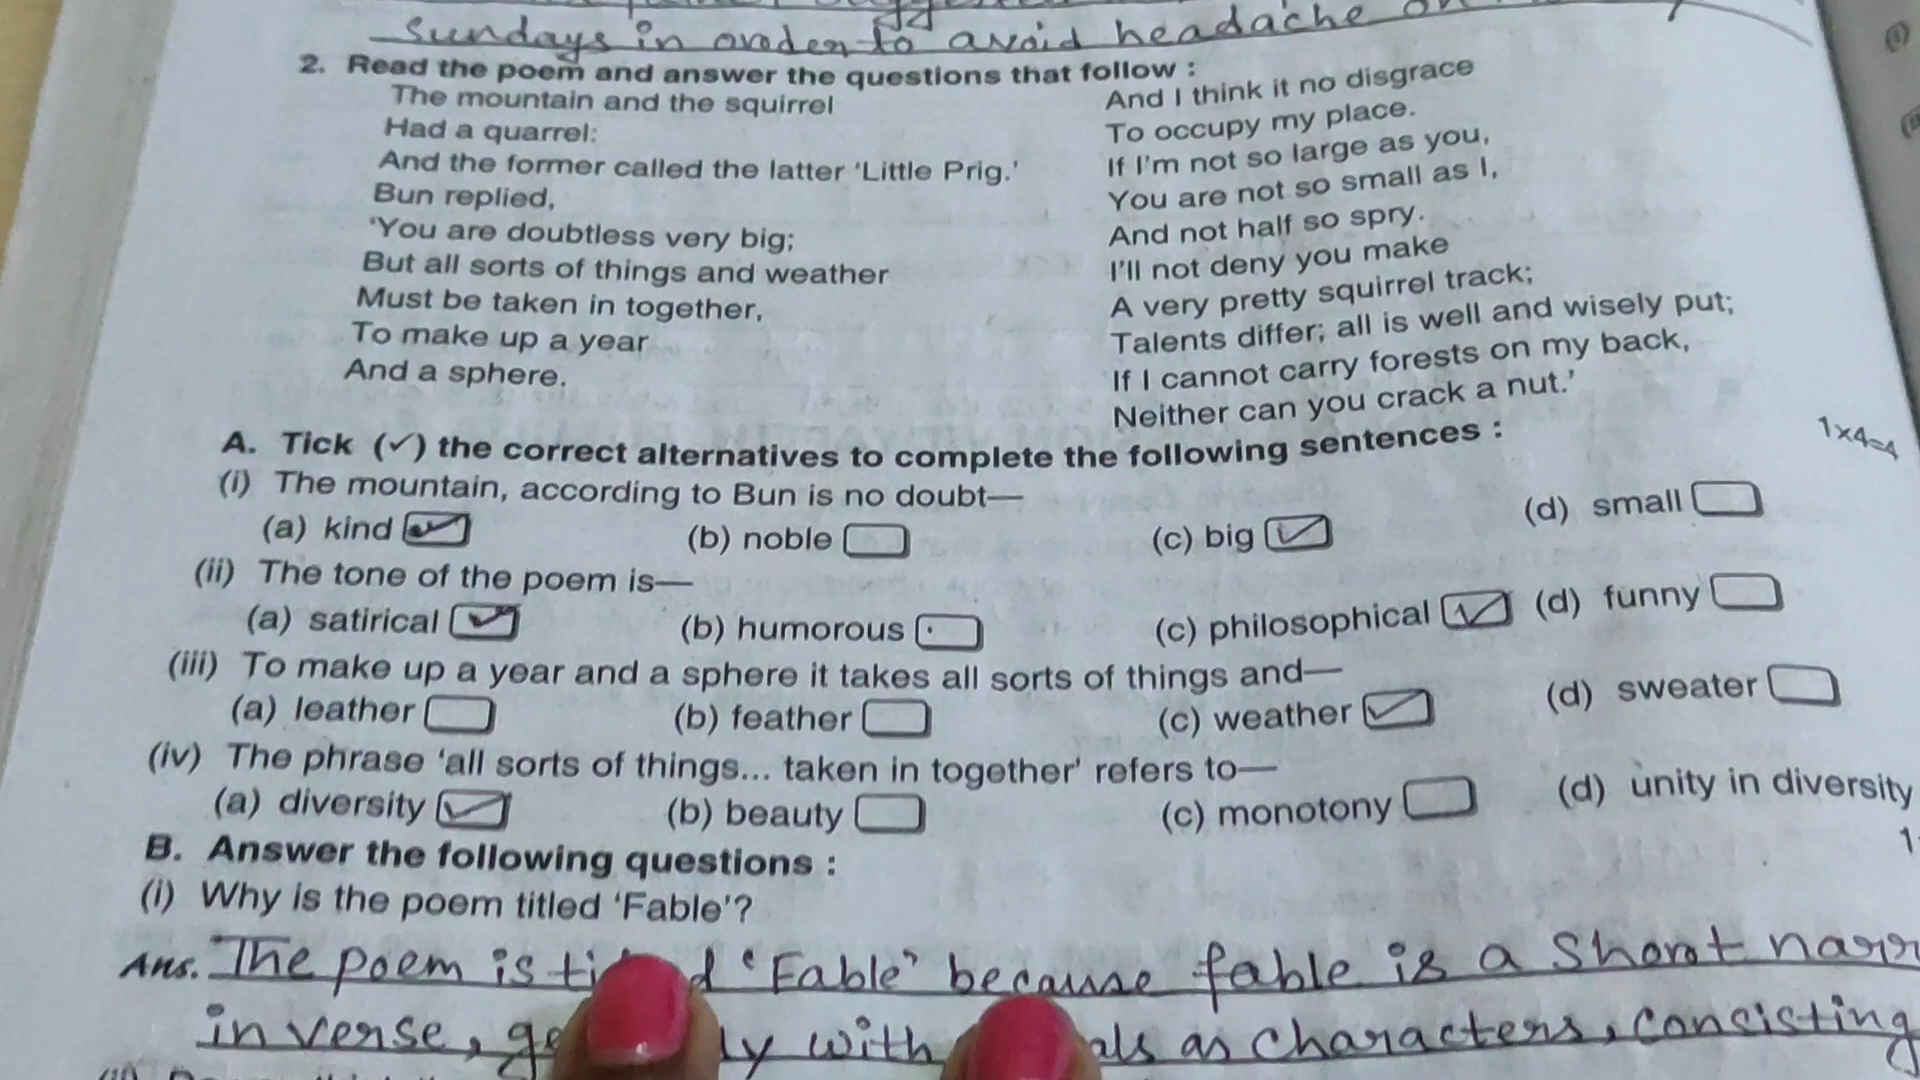 Sundays in order to avoid headache
2. Read the poem and answer the questions that follow :
The mountain and the squirrel
Had a quarrel:
And the former called the latter ‘Little Prig.’
Bun replied,
‘You are doubtless very big;
But all sorts of things and weather
Must be taken in together,
To make up a year
And a sphere.
And I think it no disgrace
To occupy my place.
If I'm not so large as you,
You are not so small as I,
And not half so spry.
I'll not deny you make
A very pretty squirrel track;
Talents differ; all is well and wisely put;
If I cannot carry forests on my back,
Neither can you crack a nut.’
A. Tick (✓) the correct alternatives to complete the following sentences :
1×4=4
(i) The mountain, according to Bun is no doubt—
(a) kind (b) noble (c) big (d) small
(ii) The tone of the poem is—
(a) satirical (b) humorous (c) philosophical (d) funny
(iii) To make up a year and a sphere it takes all sorts of things and—
(a) leather (b) feather (c) weather (d) sweater
(iv) The phrase ‘all sorts of things... taken in together’ refers to—
(a) diversity (b) beauty (c) monotony (d) unity in diversity
B. Answer the following questions :
(i) Why is the poem titled ‘Fable’?
Ans. The poem is "Fable" because fable is a short
in verse, with as characters, consisting